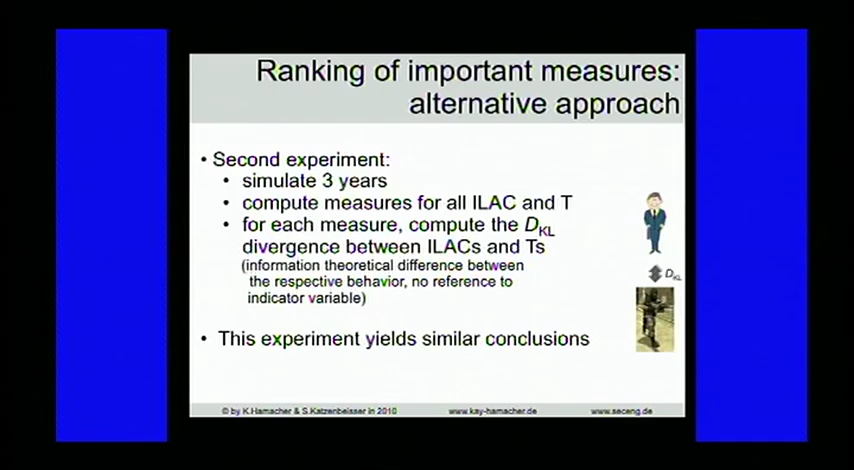 Ranking of important measures:
alternative approach
• Second experiment:
• simulate 3 years
• compute measures for all ILAC and T
• for each measure, compute the DKL
divergence between ILACs and Ts
(information theoretical difference between
the respective behavior, no reference to
indicator variable)
DKL
• This experiment yields similar conclusions
© by K.Hamacher & S.Katzenbeisser in 2010 www.kay-hamacher.de www.seceng.de